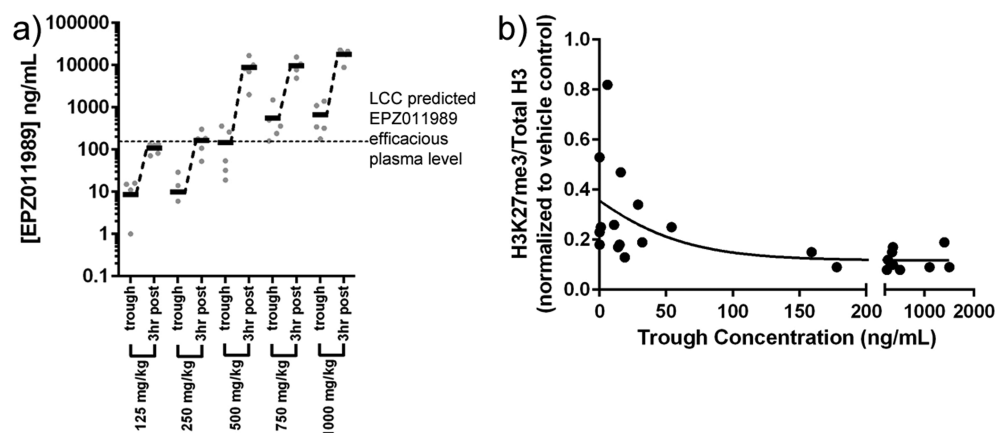 a)
[EPZ011989] ng/mL
100000
10000
1000
100
10
1
0.1
LCC predicted
EPZ011989
efficacious
plasma level
trough
3hr post
trough
3hr post
trough
3hr post
trough
3hr post
trough
3hr post
125 mg/kg
250 mg/kg
500 mg/kg
750 mg/kg
1000 mg/kg
b)
H3K27me3/Total H3
(normalized to vehicle control)
1.0
0.8
0.6
0.4
0.2
0.0
0 50 100 150 200 1000 2000
Trough Concentration (ng/mL)